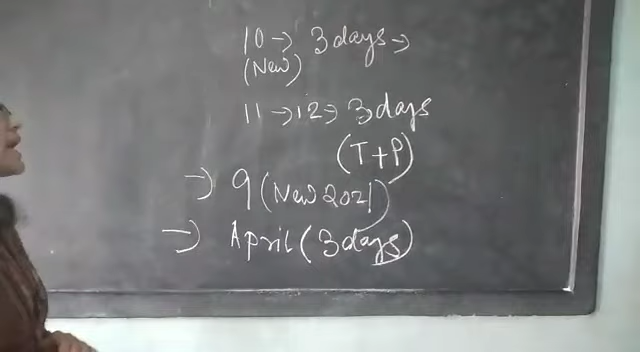 10 → 3 days →
(New)
11 → 12 → 3 days
(T+P)
→ 9 (New 2021)
→ April (3 days)